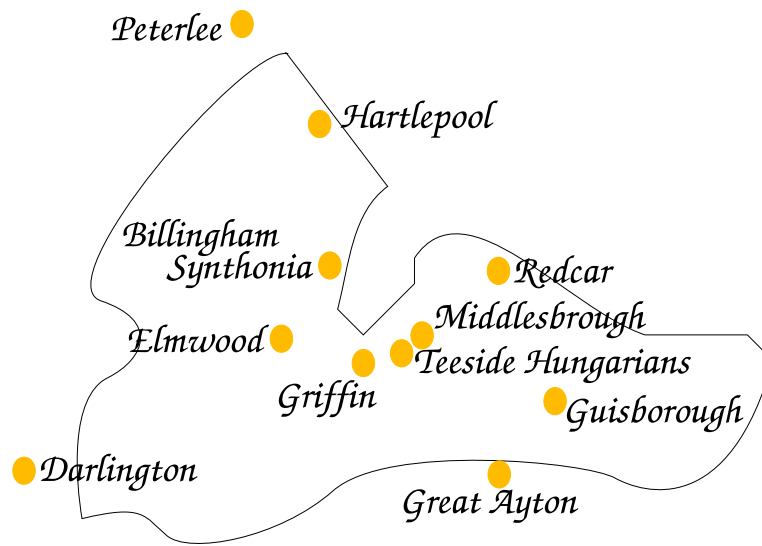 Peterlee
Hartlepool
Billingham
Synthonia
Redcar
Middlesbrough
Elmwood
Teeside Hungarians
Griffin
Guisborough
Darlington
Great Ayton